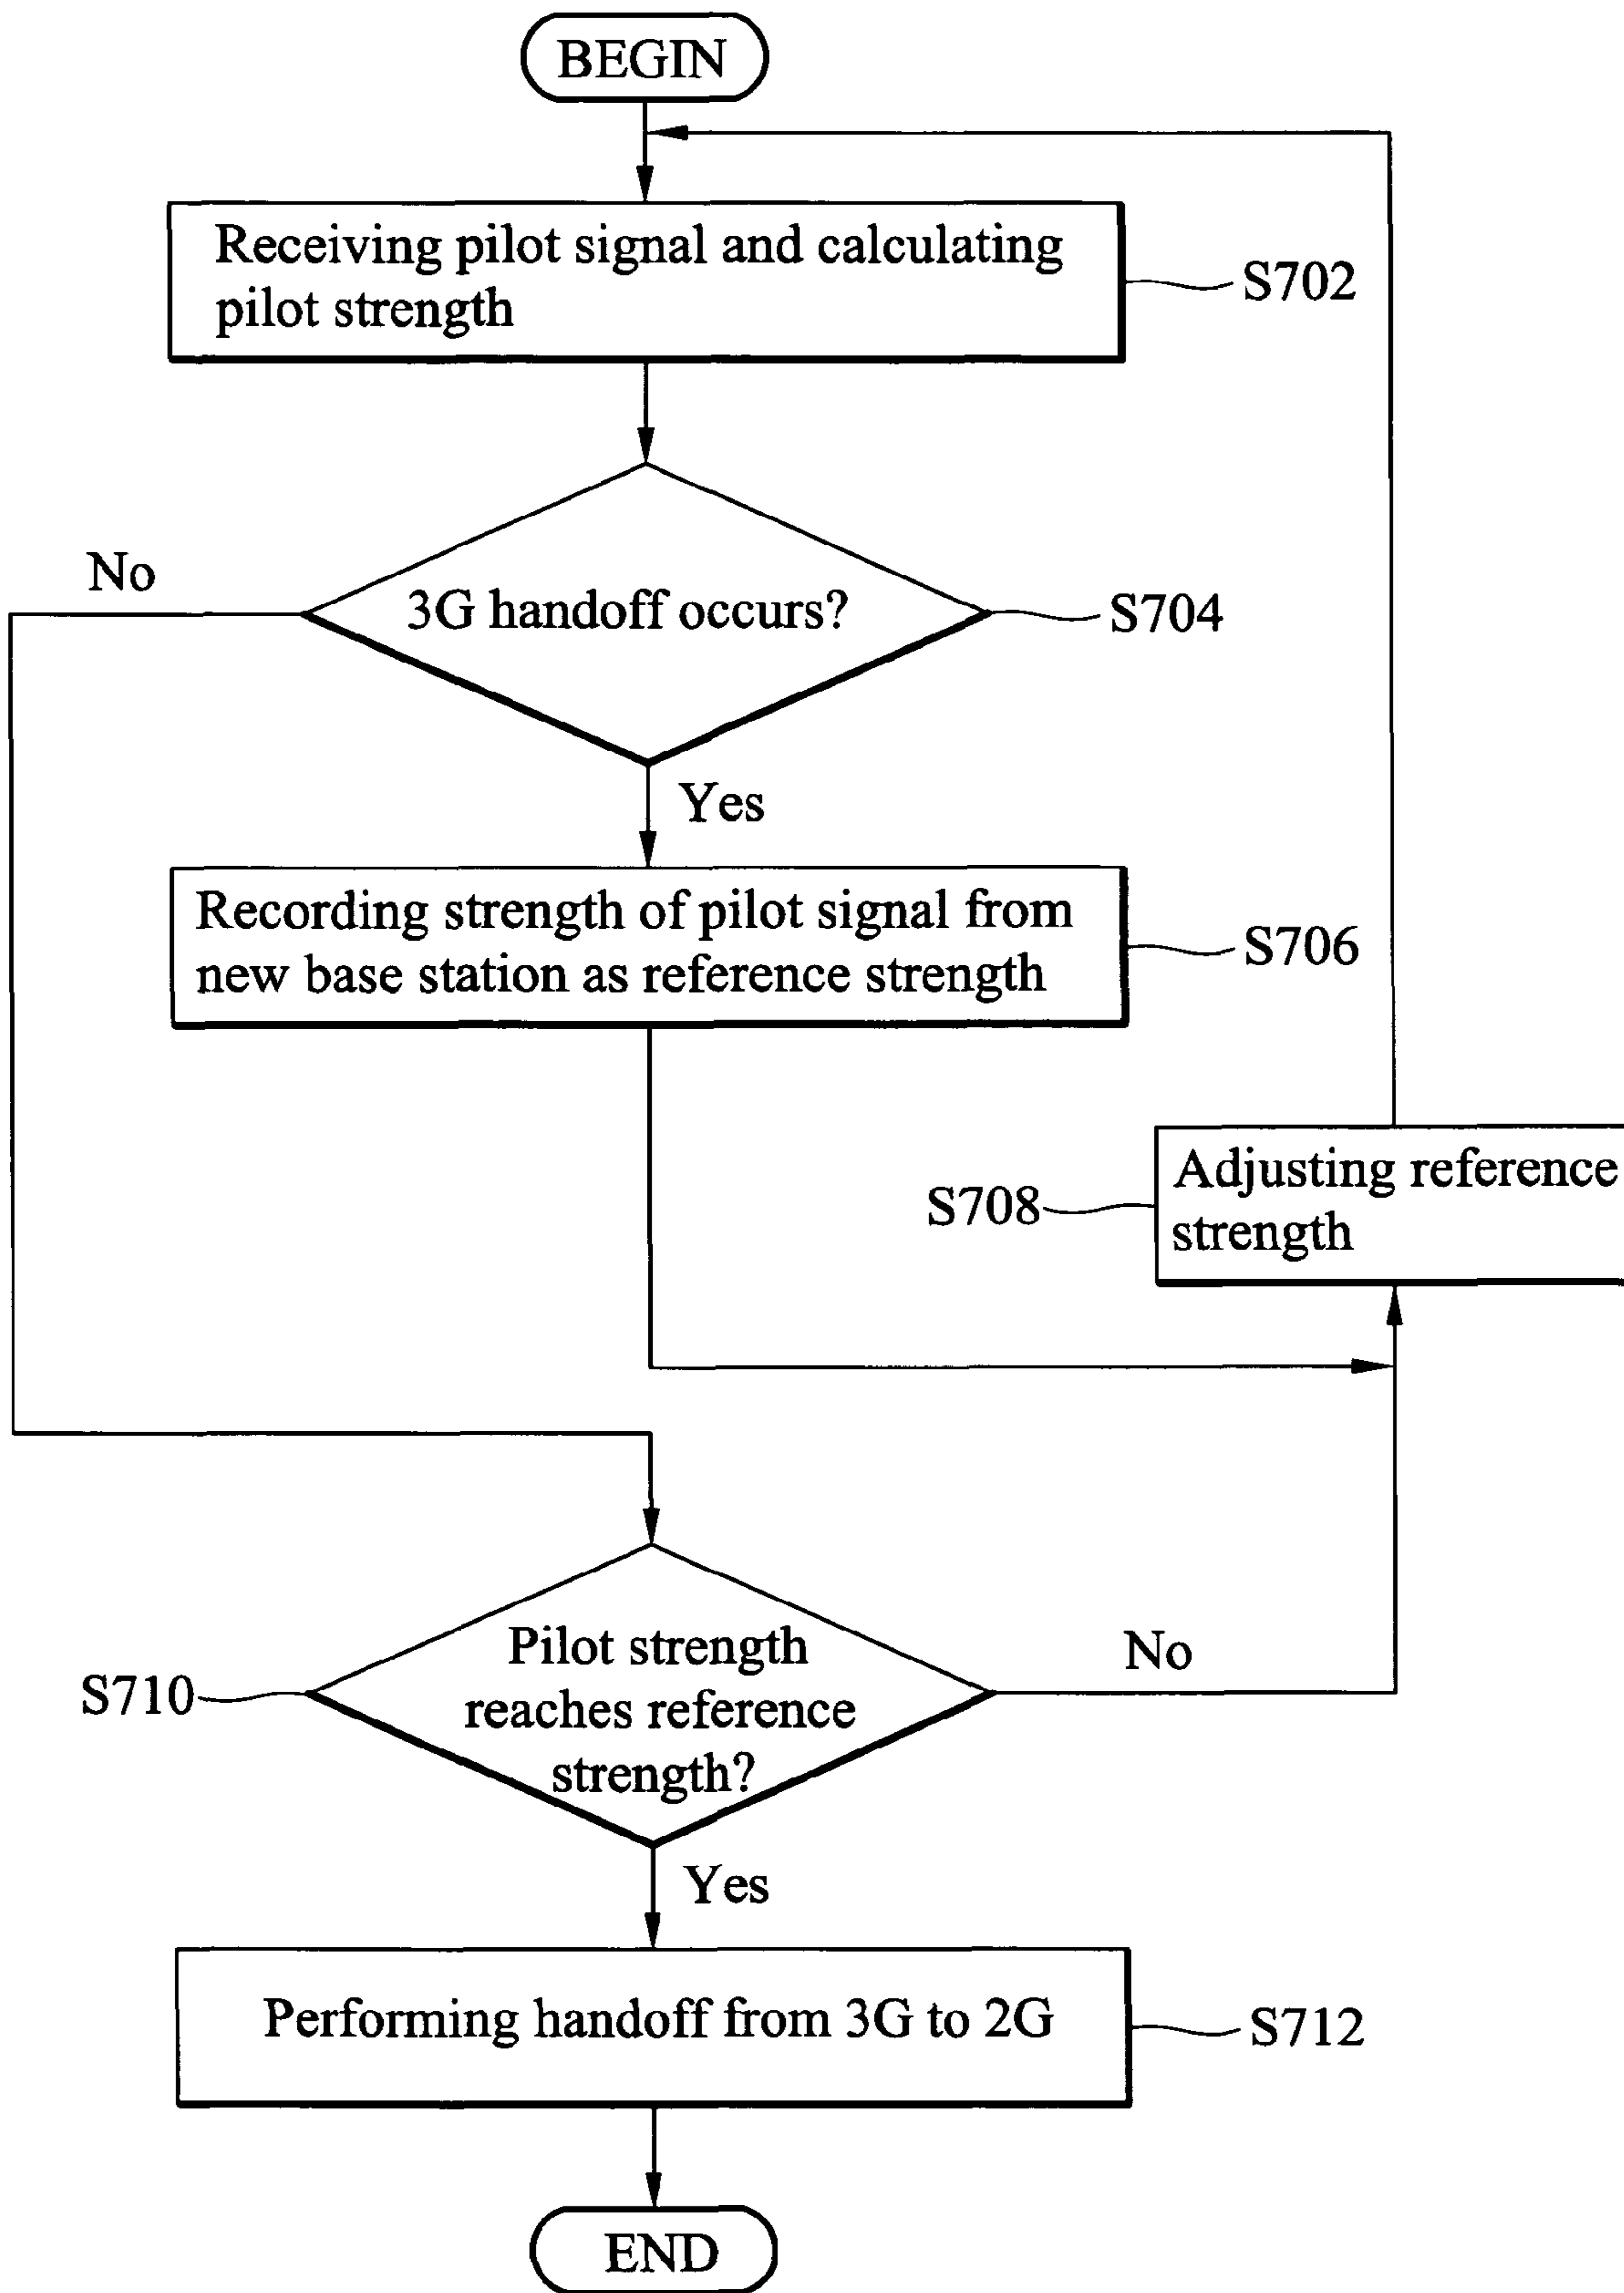 BEGIN
Receiving pilot signal and calculating
pilot strength
S702
No
3G handoff occurs?
S704
Yes
Recording strength of pilot signal from
new base station as reference strength
S706
Adjusting reference
strength
S708
Pilot strength
reaches reference
strength?
S710
No
Yes
Performing handoff from 3G to 2G
S712
END